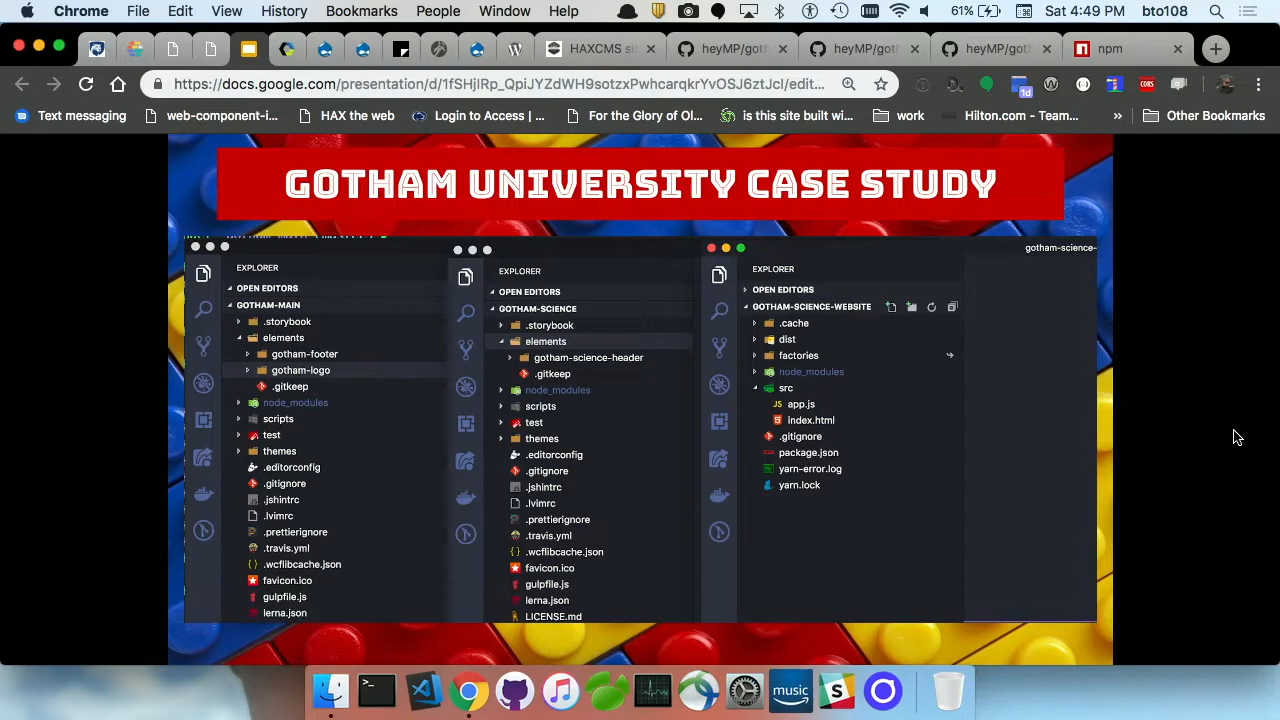 Chrome File Edit View History Bookmarks People Window Help 61% Sat 4:49 PM bto108
HAXCMS si heyMP/goth heyMP/goth heyMP/goth npm
https://docs.google.com/presentation/d/1fSHjlRp_QpiJYZdWH9sotzxPwhcarqkrYvOSJ6ztJcI/edit...
1d
CORS
Text messaging web-component-i... HAX the web Login to Access | ... For the Glory of Ol... is this site built wi... work Hilton.com - Team... » Other Bookmarks
GOTHAM UNIVERSITY CASE STUDY
EXPLORER
OPEN EDITORS
GOTHAM-MAIN
.storybook
elements
gotham-footer
gotham-logo
.gitkeep
node_modules
scripts
test
themes
.editorconfig
.gitignore
.jshintrc
.lvimrc
.prettierignore
.travis.yml
.wcflibcache.json
favicon.ico
gulpfile.js
lerna.json
EXPLORER
OPEN EDITORS
GOTHAM-SCIENCE
.storybook
elements
gotham-science-header
.gitkeep
node_modules
scripts
test
themes
.editorconfig
.gitignore
.jshintrc
.lvimrc
.prettierignore
.travis.yml
.wcflibcache.json
favicon.ico
gulpfile.js
lerna.json
LICENSE.md
gotham-science-
EXPLORER
OPEN EDITORS
GOTHAM-SCIENCE-WEBSITE
.cache
dist
factories
node_modules
src
app.js
index.html
.gitignore
package.json
yarn-error.log
yarn.lock
music